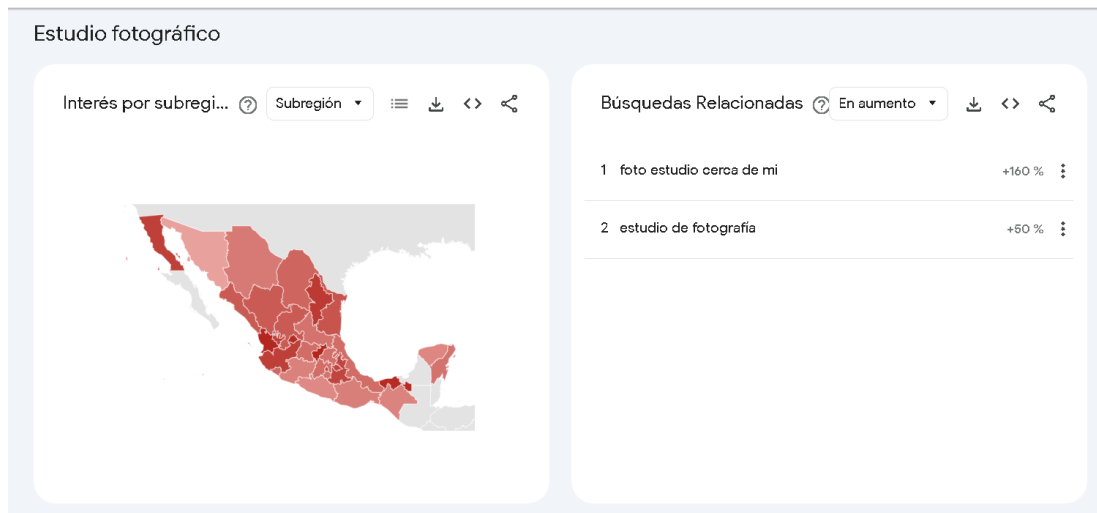 Estudio fotográfico
Interés por subregi... Subregión
Búsquedas Relacionadas En aumento
1 foto estudio cerca de mi +160 %
2 estudio de fotografía +50 %